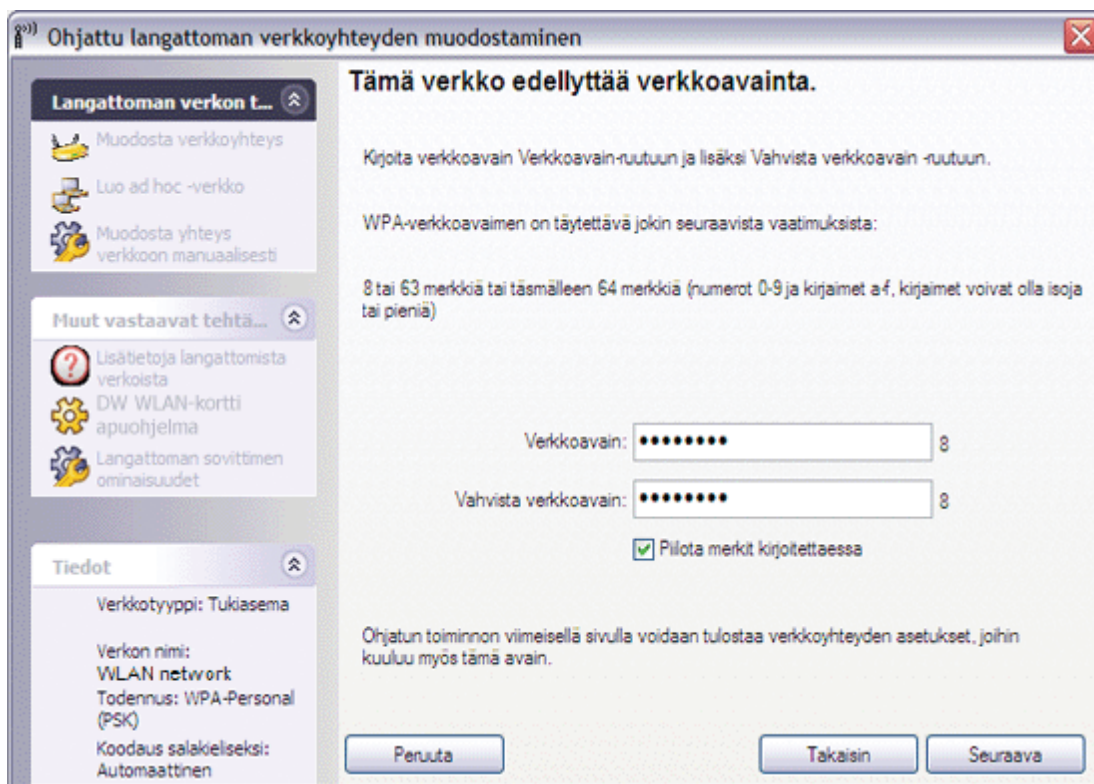 Ohjattu langattoman verkkoyhteyden muodostaminen
Langattoman verkon t...
Muodosta verkkoyhteys
Luo ad hoc -verkko
Muodosta yhteys
verkkoon manuaalisesti
Muut vastaavat tehtä...
Lisätietoja langattomista
verkoista
DW WLAN-kortti
apuohjelma
Langattoman sovittimen
ominaisuudet
Tiedot
Verkkotyyppi: Tukiasema
Verkon nimi:
WLAN network
Todennus: WPA-Personal
(PSK)
Koodaus salakieliseksi:
Automaattinen
Tämä verkko edellyttää verkkoavainta.
Kirjoita verkkoavain Verkkoavain-ruutuun ja lisäksi Vahvista verkkoavain -ruutuun.
WPA-verkkoavaimen on täytettävä jokin seuraavista vaatimuksista:
8 tai 63 merkkiä tai täsmälleen 64 merkkiä (numerot 0-9 ja kirjaimet a-f, kirjaimet voivat olla isoja
tai pieniä)
Verkkoavain: •••••••• 8
Vahvista verkkoavain: •••••••• 8
Piilota merkit kirjoitettaessa
Ohjatun toiminnon viimeisellä sivulla voidaan tulostaa verkkoyhteyden asetukset, joihin
kuuluu myös tämä avain.
Peruuta
Takaisin
Seuraava